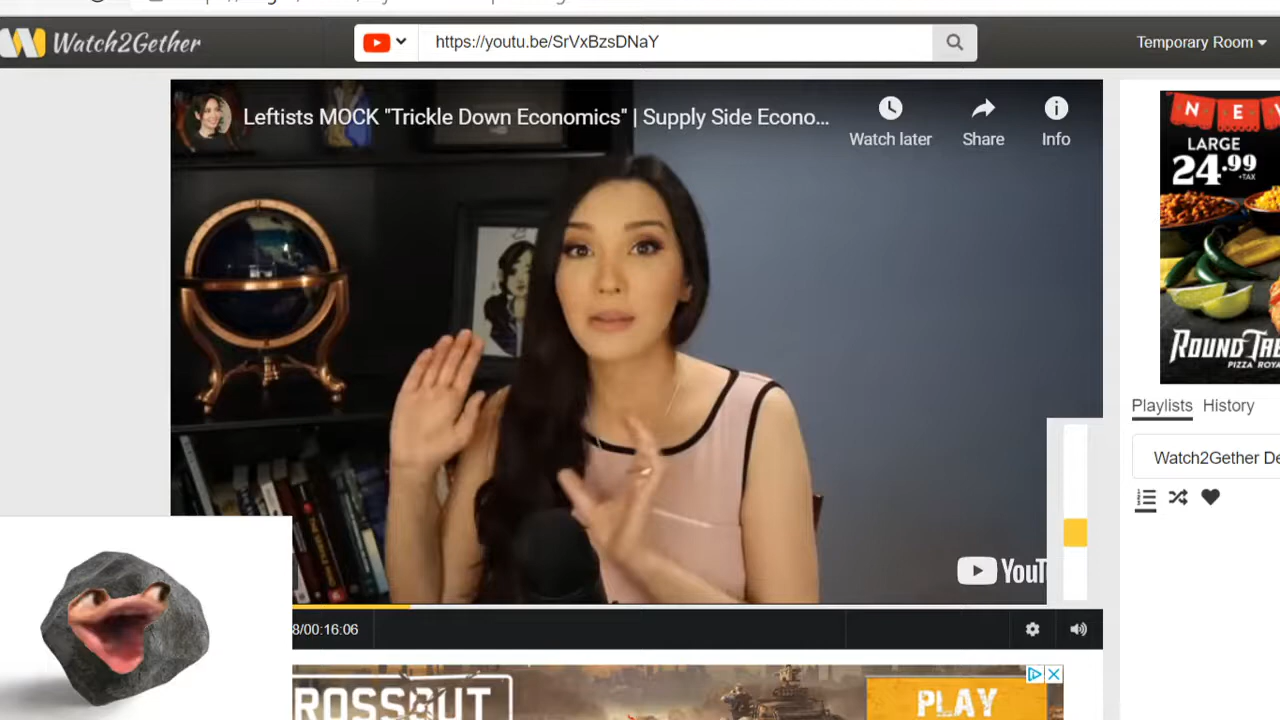 Watch2Gether
https://youtu.be/SrVxBzsDNaY
Temporary Room
Leftists MOCK "Trickle Down Economics" | Supply Side Econo...
Watch later
Share
Info
NEW
LARGE
24.99
+TAX
ROUND TAB
PIZZA ROYA
Playlists
History
Watch2Gether De
YouT
8/00:16:06
ROSSOUT
PLAY